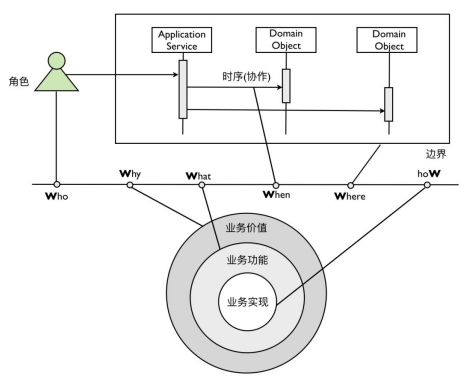 Application
Service
Domain
Object
Domain
Object
角色
时序(协作)
边界
Who
Why
What
When
Where
hoW
业务价值
业务功能
业务实现